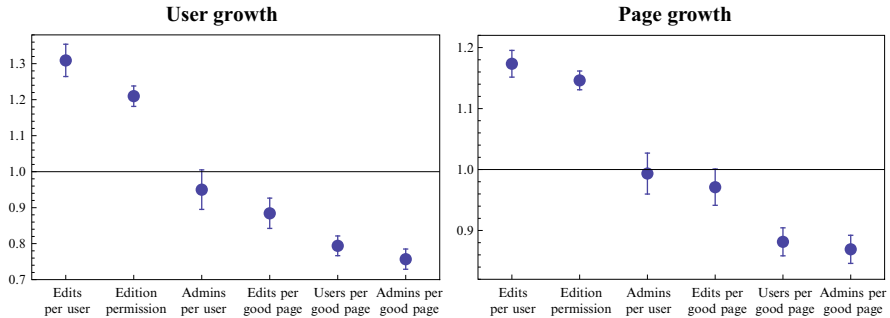 User growth
1.3
1.2
1.1
1.0
0.9
0.8
0.7
Edits per user
Edition permission
Admins per user
Edits per good page
Users per good page
Admins per good page
Page growth
1.2
1.1
1.0
0.9
Edits per user
Edition permission
Admins per user
Edits per good page
Users per good page
Admins per good page